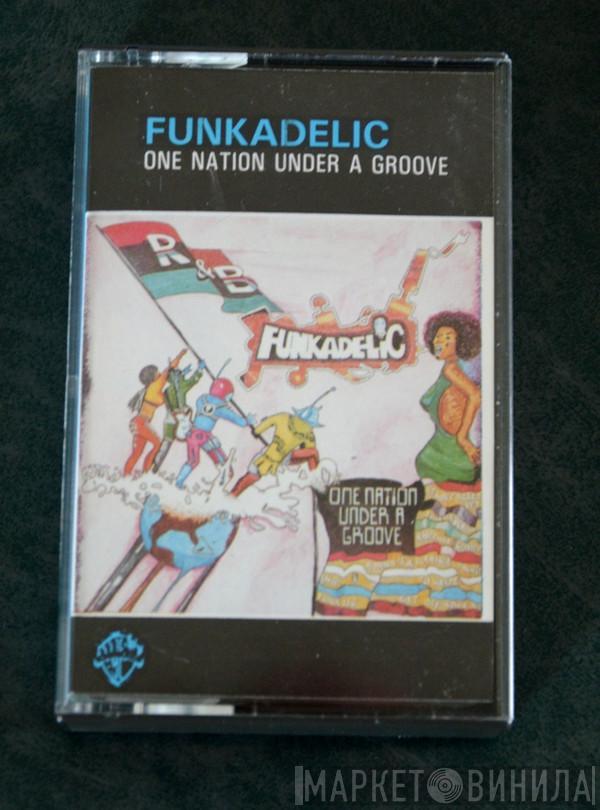 FUNKADELIC
ONE NATION UNDER A GROOVE
R&B
FUNKADELIC
ONE NATION
UNDER A
GROOVE
МАРКЕТ ВИНИЛА